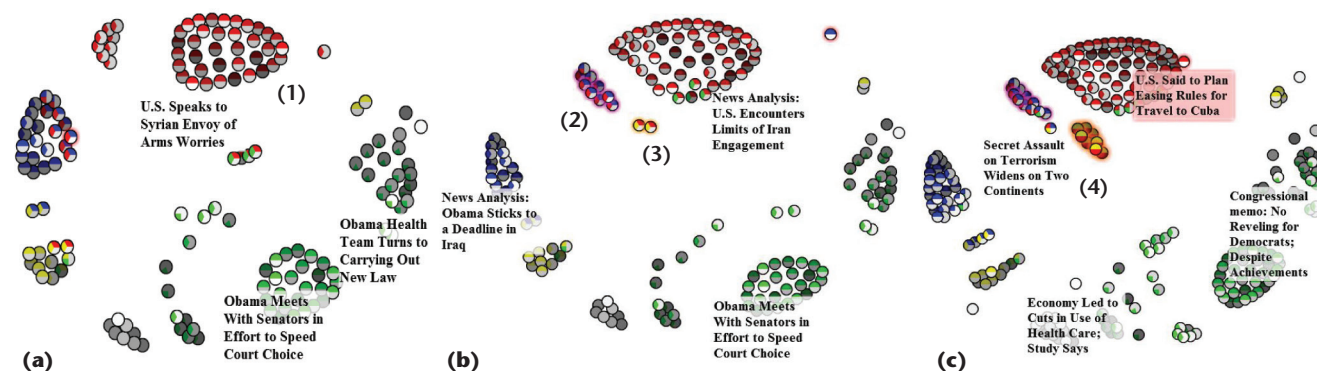 U.S. Speaks to
Syrian Envoy of
Arms Worries
(1)
Obama Health
Team Turns to
Carrying Out
New Law
Obama Meets
With Senators in
Effort to Speed
Court Choice
(a)
(2)
(3)
News Analysis:
U.S. Encounters
Limits of Iran
Engagement
News Analysis:
Obama Sticks to
a Deadline in
Iraq
Obama Meets
With Senators in
Effort to Speed
Court Choice
(b)
U.S. Said to Plan
Easing Rules for
Travel to Cuba
Secret Assault
on Terrorism
Widens on Two
Continents
(4)
Congressional
memo: No
Reveling for
Democrats;
Despite
Achievements
Economy Led to
Cuts in Use of
Health Care;
Study Says
(c)